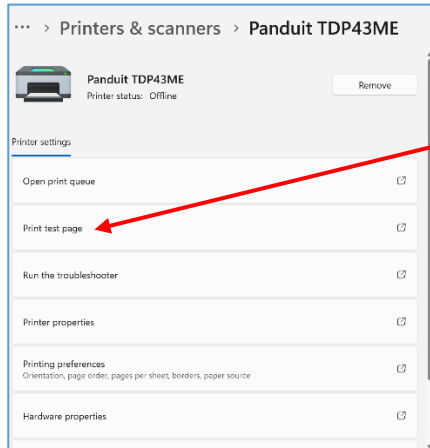 ... > Printers & scanners > Panduit TDP43ME
Panduit TDP43ME
Printer status: Offline
Remove
Printer settings
Open print queue
Print test page
Run the troubleshooter
Printer properties
Printing preferences
Orientation, page order, pages per sheet, borders, paper source
Hardware properties